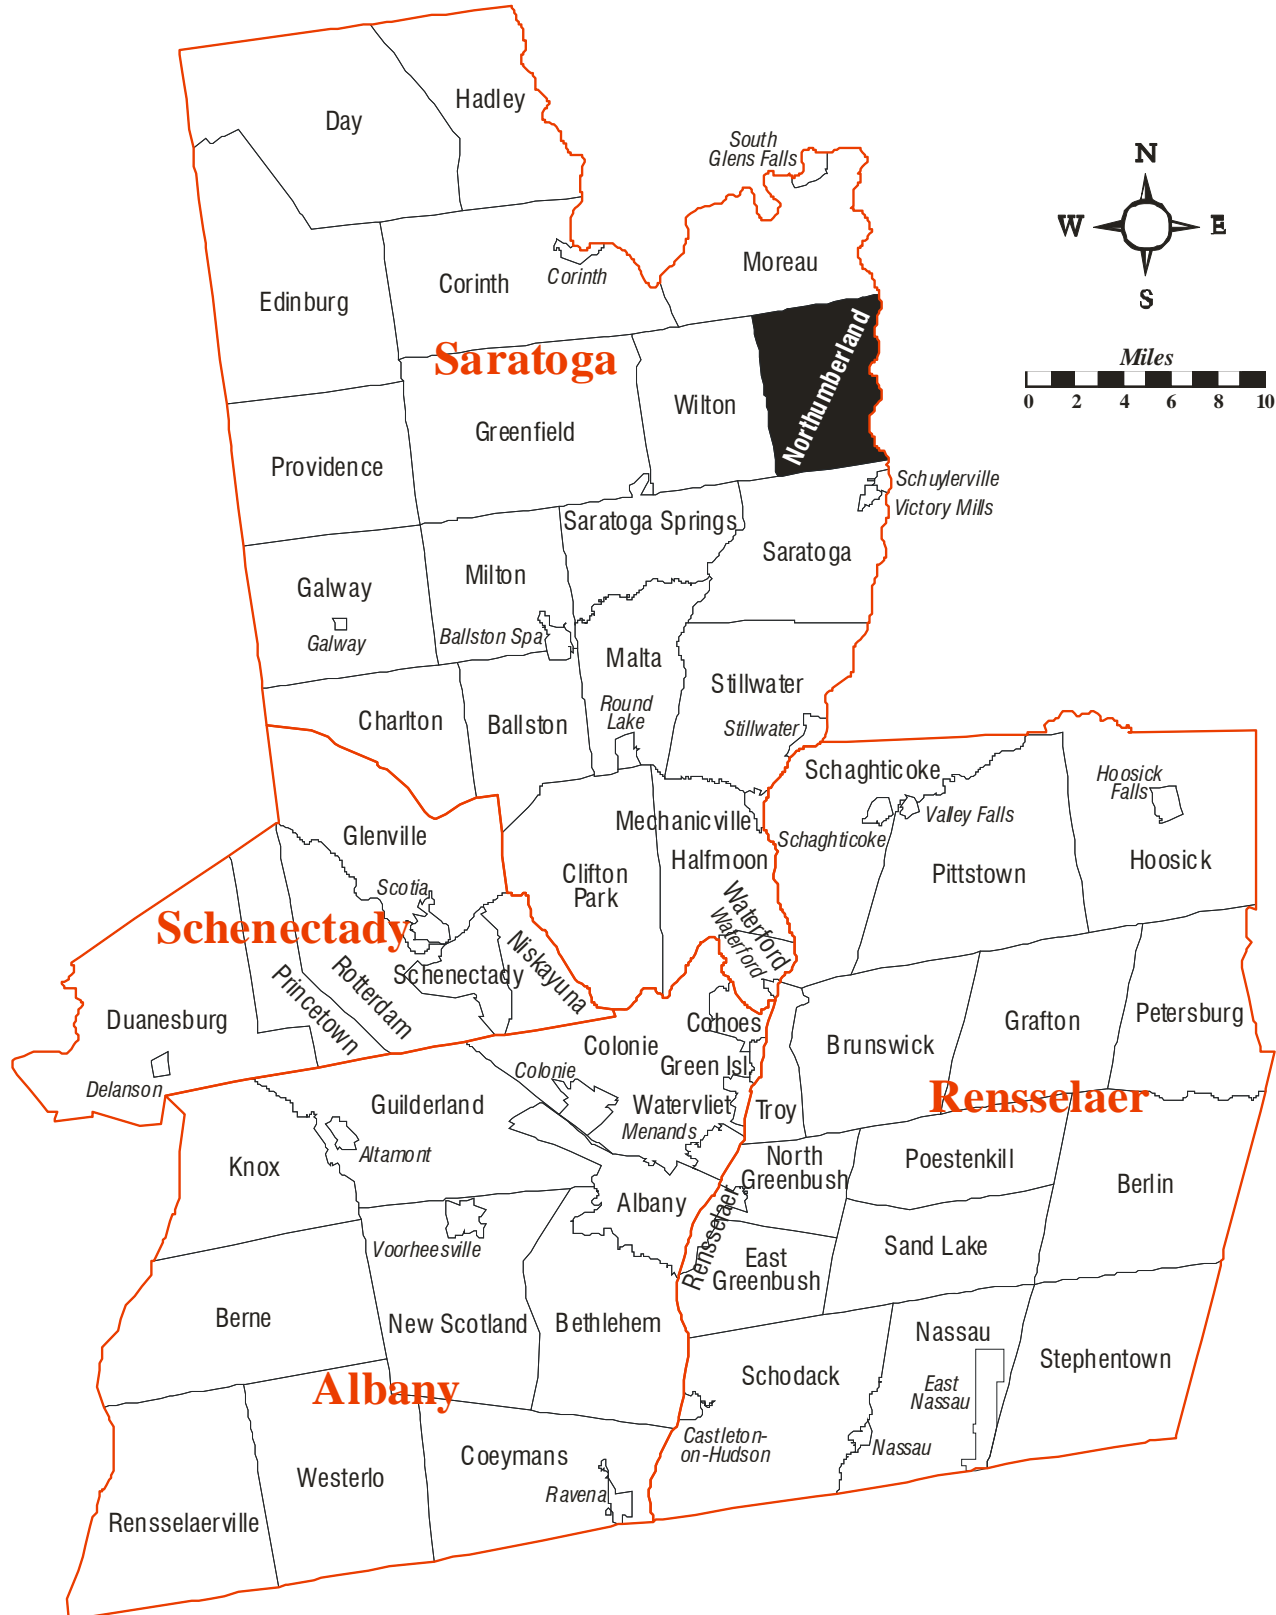 Hadley
Day
South
Glens Falls
N
W
E
S
Moreau
Corinth
Corinth
Edinburg
Saratoga
Northumberland
Miles
0 2 4 6 8 10
Wilton
Greenfield
Providence
Schuylerville
Victory Mills
Saratoga Springs
Saratoga
Milton
Galway
Galway
Ballston Spa
Malta
Stillwater
Round
Lake
Stillwater
Charlton
Ballston
Schaghticoke
Hoosick
Falls
Valley Falls
Mechanicville
Schaghticoke
Glenville
Halfmoon
Hoosick
Clifton
Park
Pittstown
Scotia
Schenectady
Waterford
Waterford
Niskayuna
Schenectady
Rotterdam
Princetown
Duanesburg
Cohoes
Petersburg
Grafton
Brunswick
Colonie
Green Isl.
Colonie
Delanson
Rensselaer
Guilderland
Watervliet
Troy
Menands
Altamont
Knox
North
Greenbush
Poestenkill
Berlin
Albany
Rensselaer
Voorheesville
Sand Lake
East
Greenbush
Berne
New Scotland
Bethlehem
Nassau
Stephentown
Schodack
Albany
East
Nassau
Castleton-
on-Hudson
Nassau
Coeymans
Westerlo
Ravena
Rensselaerville